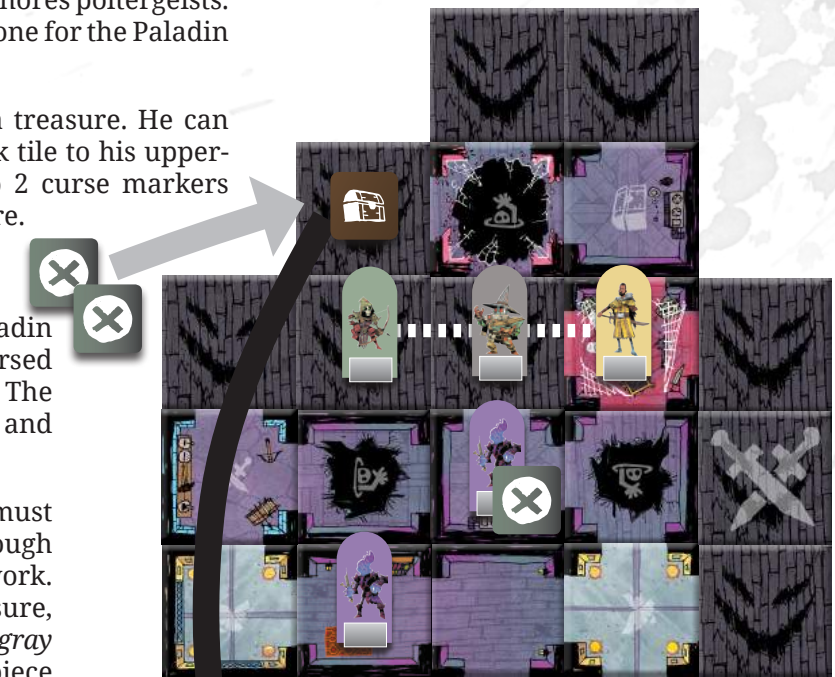 nores poltergeists.
one for the Paladin
treasure. He can
k tile to his upper-
2 curse markers
re.
adin
rsed
The
and
must
ough
work.
sure,
gray
piece